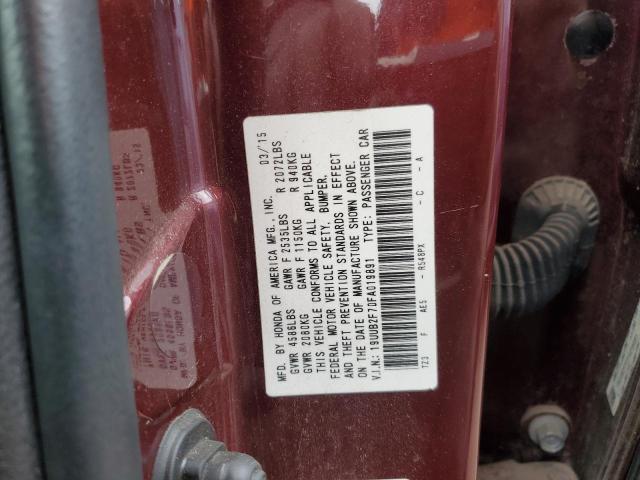 MFD. BY HONDA OF AMERICA MFG., INC. 03/15
GVWR 4586LBS GAWR F 2535LBS R 2072LBS
GVWR 2080KG GAWR F 1150KG R 940KG
THIS VEHICLE CONFORMS TO ALL APPLICABLE
FEDERAL MOTOR VEHICLE SAFETY, BUMPER,
AND THEFT PREVENTION STANDARDS IN EFFECT
ON THE DATE OF MANUFACTURE SHOWN ABOVE.
V.I.N.: 19UUB2F70FA019891 TYPE: PASSENGER CAR
TZ3 F AE5 - R548PX - C - A